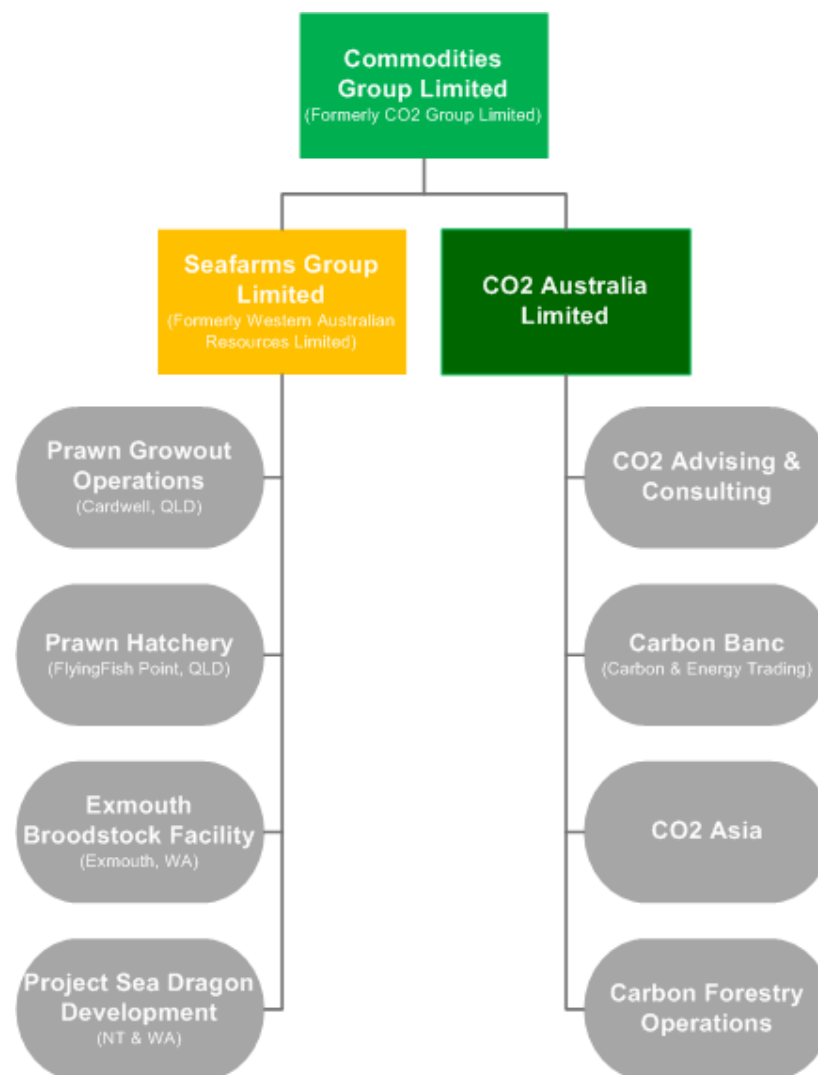 Commodities
Group Limited
(Formerly CO2 Group Limited)
Seafarms Group
Limited
(Formerly Western Australian
Resources Limited)
CO2 Australia
Limited
Prawn Growout
Operations
(Cardwell, QLD)
Prawn Hatchery
(FlyingFish Point, QLD)
Exmouth
Broodstock Facility
(Exmouth, WA)
Project Sea Dragon
Development
(NT & WA)
CO2 Advising &
Consulting
Carbon Banc
(Carbon & Energy Trading)
CO2 Asia
Carbon Forestry
Operations